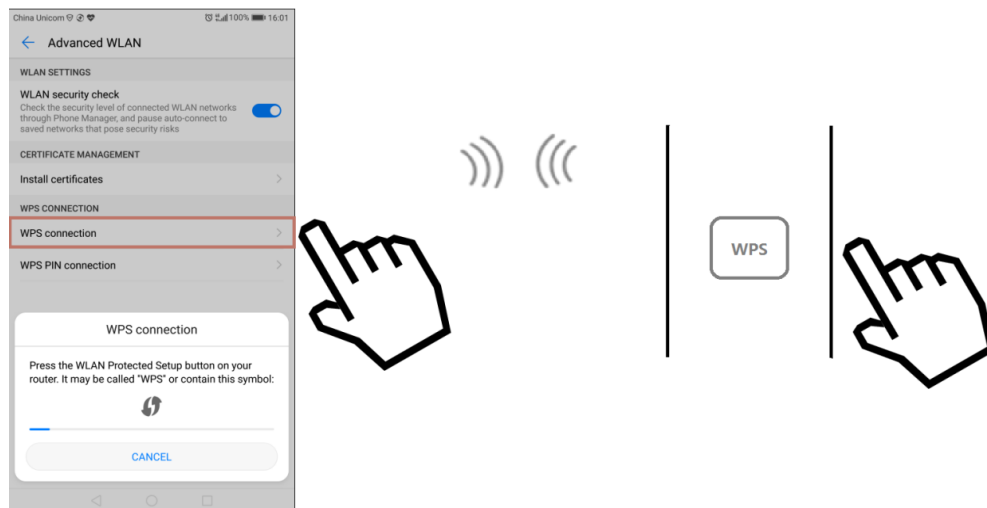 China Unicom 100% 16:01
Advanced WLAN
WLAN SETTINGS
WLAN security check
Check the security level of connected WLAN networks
through Phone Manager, and pause auto-connect to
saved networks that pose security risks
CERTIFICATE MANAGEMENT
Install certificates
WPS CONNECTION
WPS connection
WPS PIN connection
WPS connection
Press the WLAN Protected Setup button on your
router. It may be called "WPS" or contain this symbol:
CANCEL
WPS